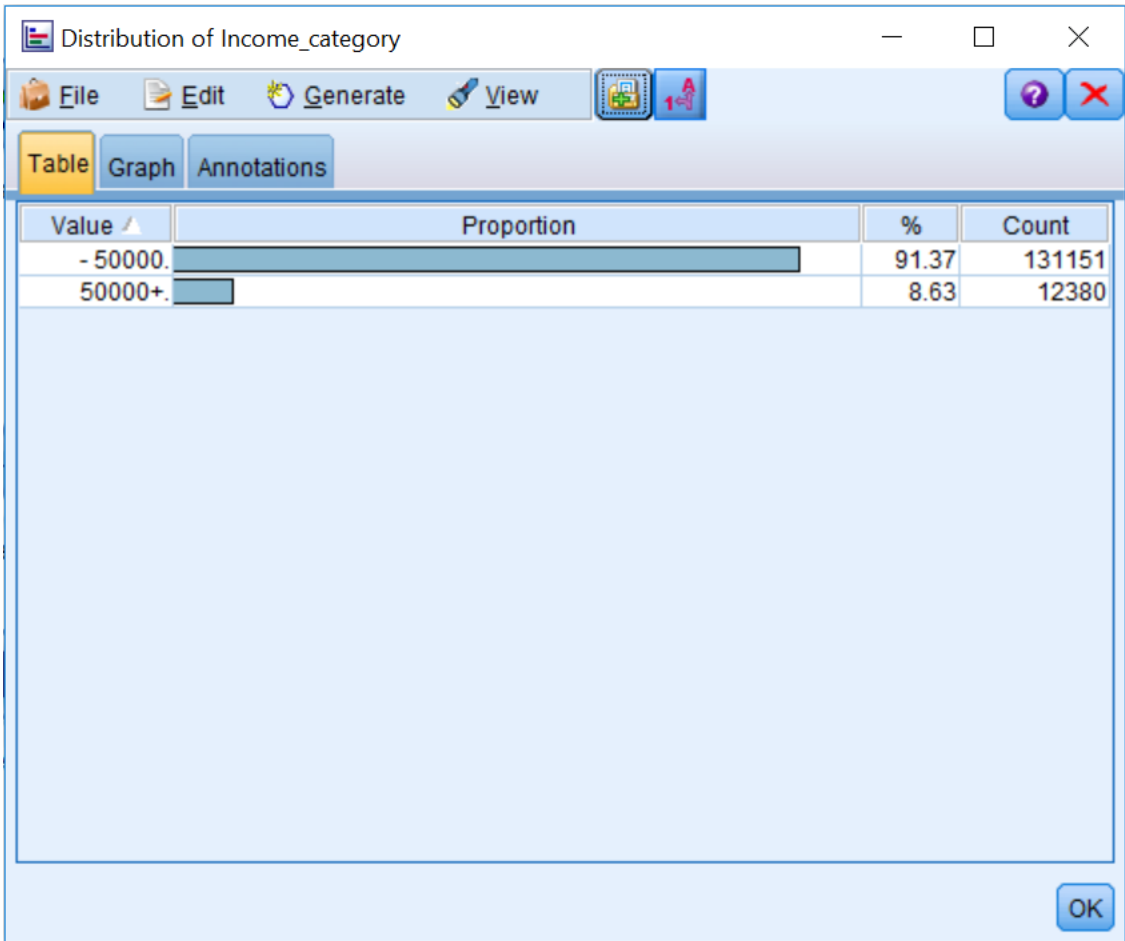 Distribution of Income_category
File Edit Generate View 1 A ?
Table Graph Annotations
Value Proportion % Count
- 50000. 91.37 131151
50000+. 8.63 12380
OK